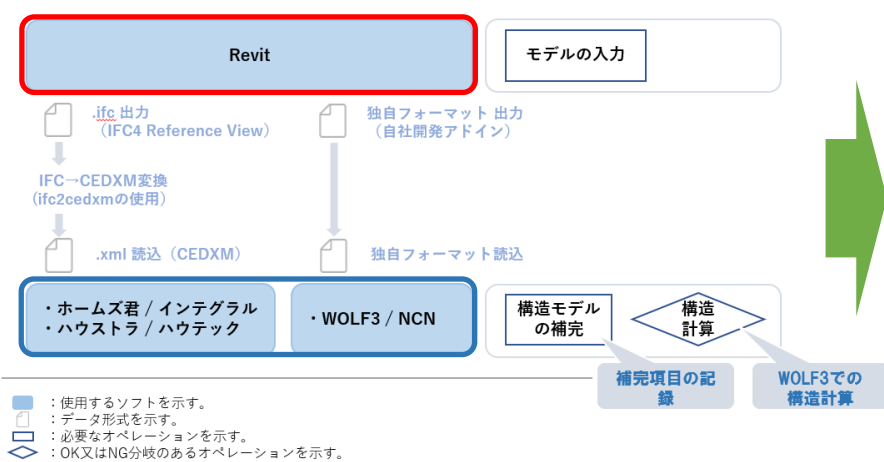 Revit
モデルの入力
.ifc 出力
（IFC4 Reference View）
独自フォーマット 出力
（自社開発アドイン）
IFC→CEDXM変換
(ifc2cedxmの使用）
.xml 読込（CEDXM）
独自フォーマット読込
・ホームズ君 / インテグラル
・ハウストラ / ハウテック
・WOLF3 / NCN
構造モデル
の補完
構造
計算
補完項目の記
録
WOLF3での
構造計算
：使用するソフトを示す。
：データ形式を示す。
：必要なオペレーションを示す。
：OK又はNG分岐のあるオペレーションを示す。